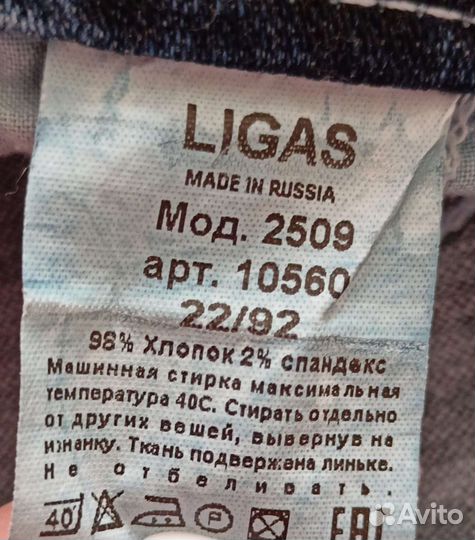 LIGAS
MADE IN RUSSIA
Мод. 2509
арт. 10560
22/92
98% Хлопок 2% спандекс
Машинная стирка максимальная
температура 40С. Стирать отдельно
от других вещей, вывернув на
изнанку. Ткань подвержена линьке.
Не отбеливать.
40 P EAC
Avito